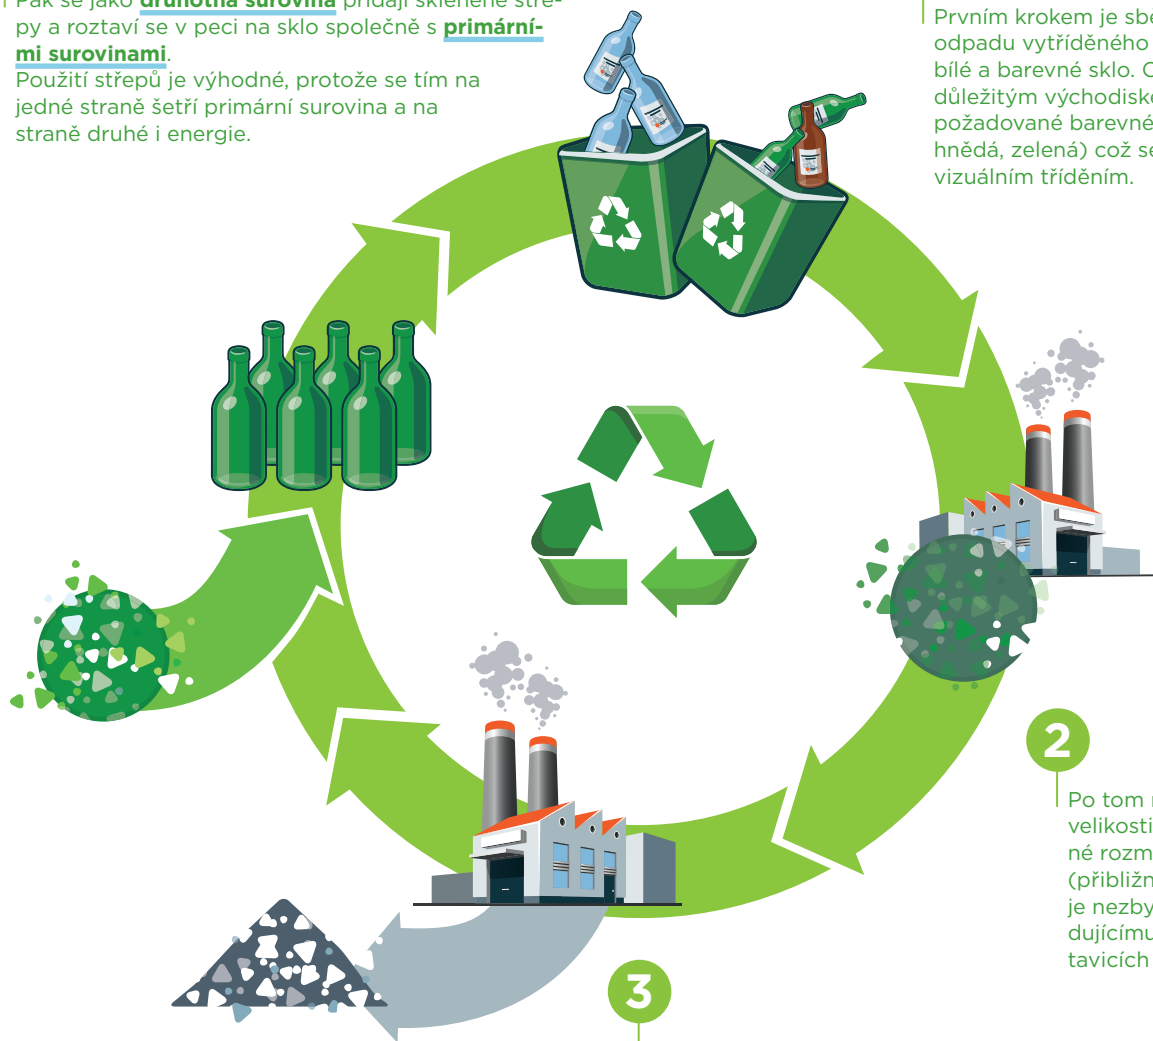 Pak se jako druhotná surovina přidají skleněné stře-
py a roztaví se v peci na sklo společně s primární-
mi surovinami.
Použití střepů je výhodné, protože se tím na
jedné straně šetří primární surovina a na
straně druhé i energie.
Prvním krokem je sbě
odpadu vytříděného
bílé a barevné sklo.
důležitým východiske
požadované barevné
hnědá, zelená) což se
vizuálním tříděním.
2
Po tom
velikosti
né rozm
(přibližn
je nezby
dujícímu
tavicích
3